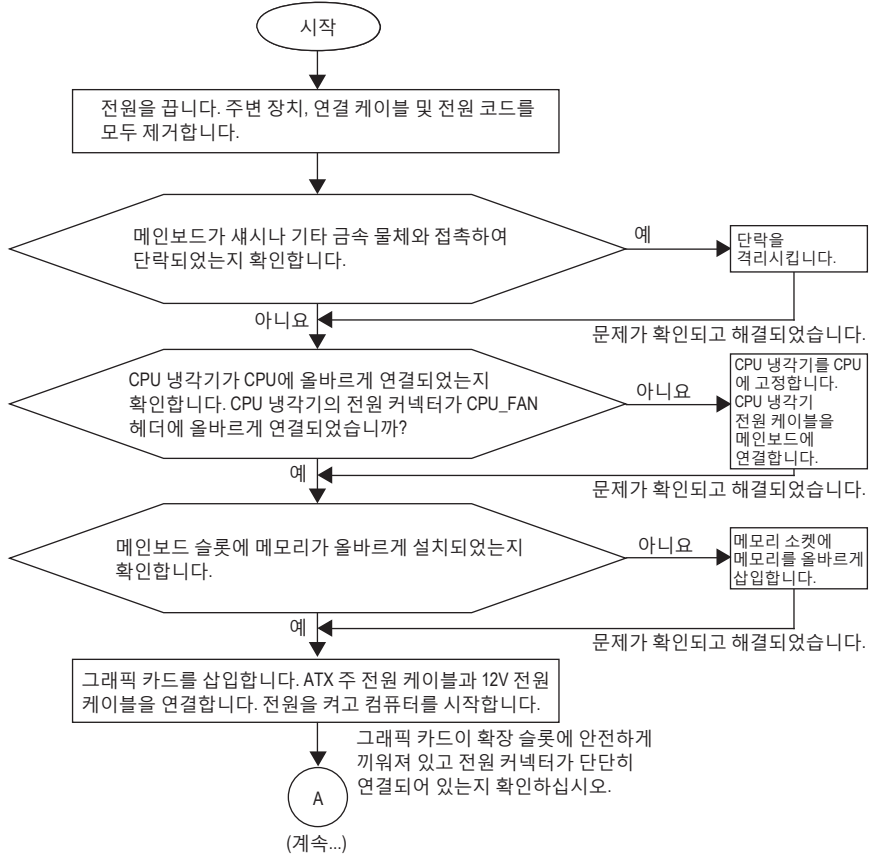 시작
전원을 끕니다. 주변 장치, 연결 케이블 및 전원 코드를
모두 제거합니다.
메인보드가 섀시나 기타 금속 물체와 접촉하여
단락되었는지 확인합니다.
예
단락을
격리시킵니다.
아니요
문제가 확인되고 해결되었습니다.
CPU 냉각기가 CPU에 올바르게 연결되었는지
확인합니다. CPU 냉각기의 전원 커넥터가 CPU_FAN
헤더에 올바르게 연결되었습니까?
아니요
CPU 냉각기를 CPU
에 고정합니다.
CPU 냉각기
전원 케이블을
메인보드에
연결합니다.
예
문제가 확인되고 해결되었습니다.
메인보드 슬롯에 메모리가 올바르게 설치되었는지
확인합니다.
아니요
메모리 소켓에
메모리를 올바르게
삽입합니다.
예
문제가 확인되고 해결되었습니다.
그래픽 카드를 삽입합니다. ATX 주 전원 케이블과 12V 전원
케이블을 연결합니다. 전원을 켜고 컴퓨터를 시작합니다.
그래픽 카드이 확장 슬롯에 안전하게
끼워져 있고 전원 커넥터가 단단히
연결되어 있는지 확인하십시오.
A
(계속...)